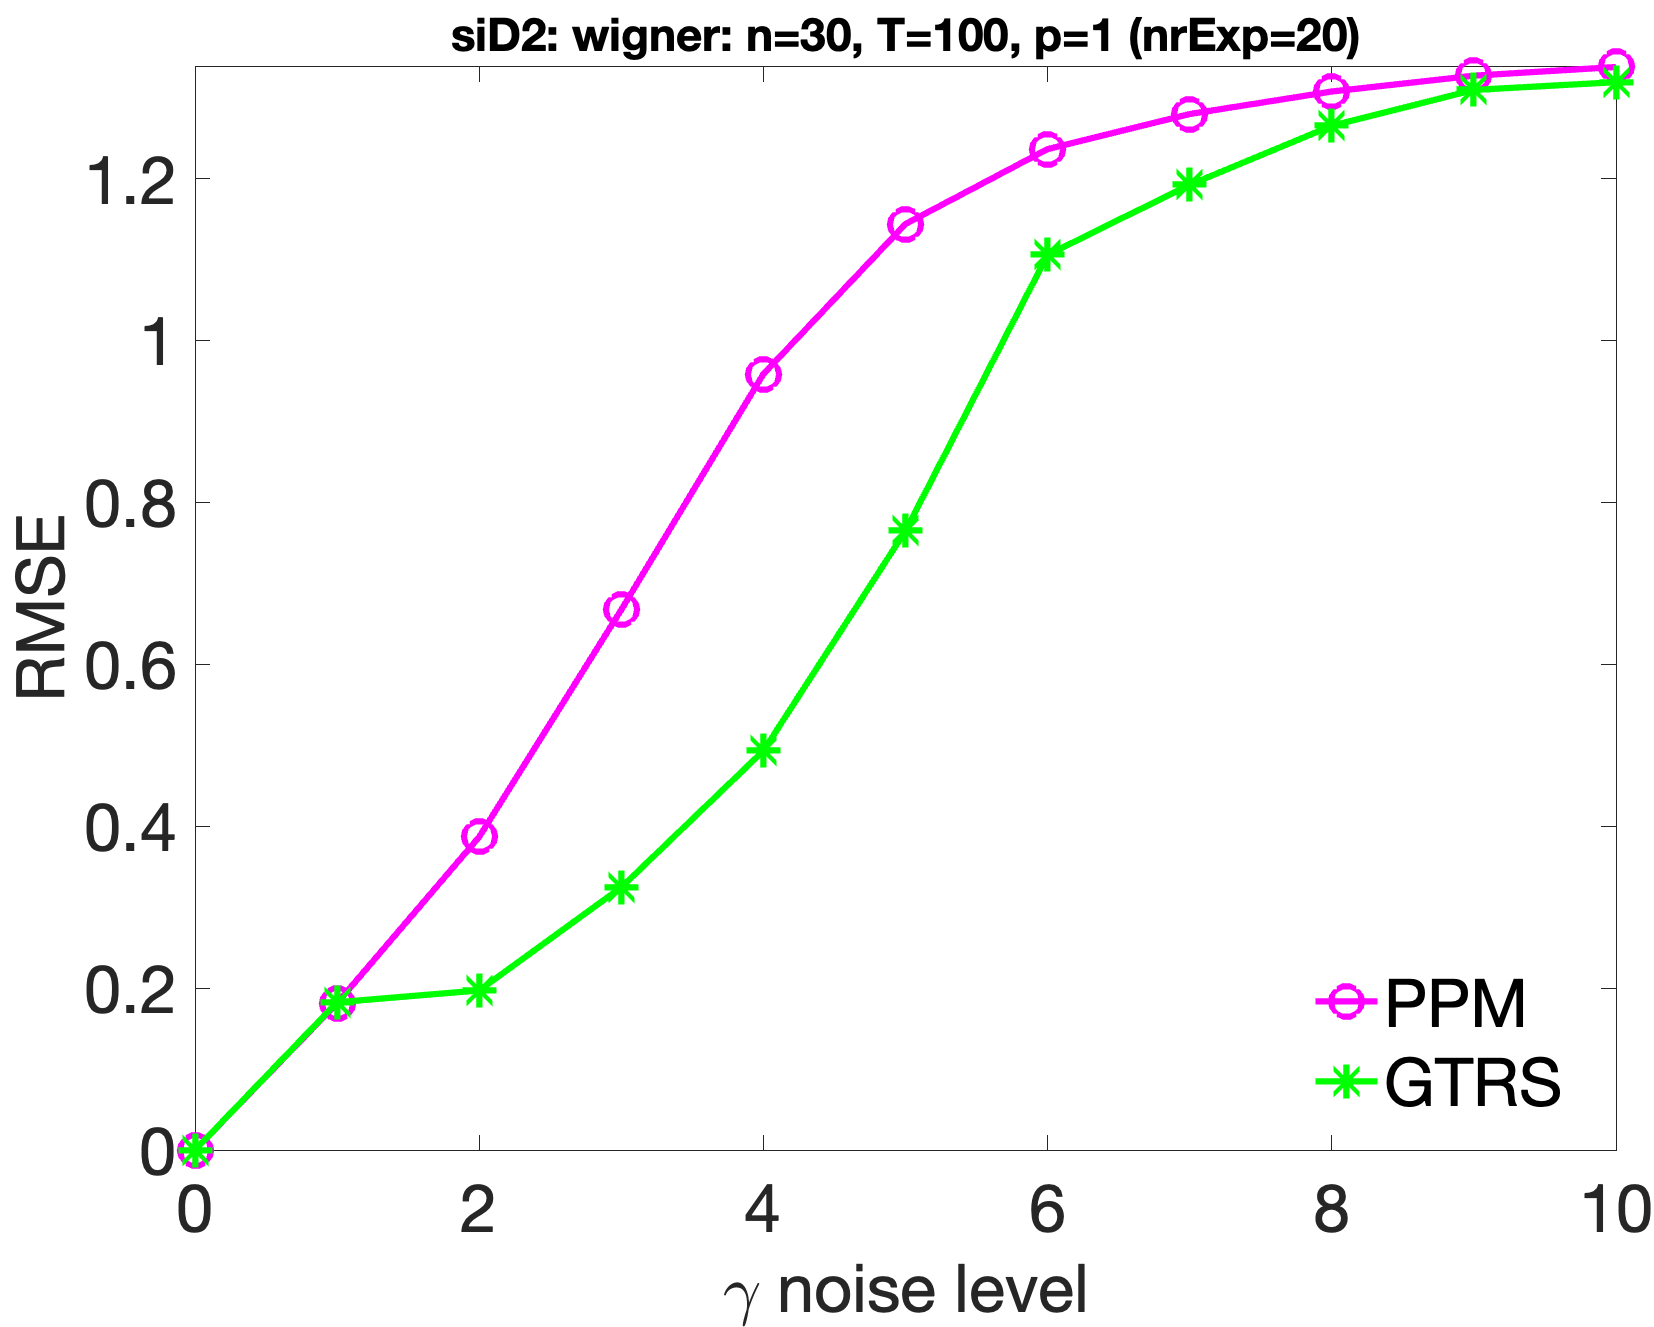 siD2: wigner: n=30, T=100, p=1 (nrExp=20)
1.2
1
0.8
0.6
0.4
0.2
0
RMSE
PPM
GTRS
0 2 4 6 8 10
γ noise level